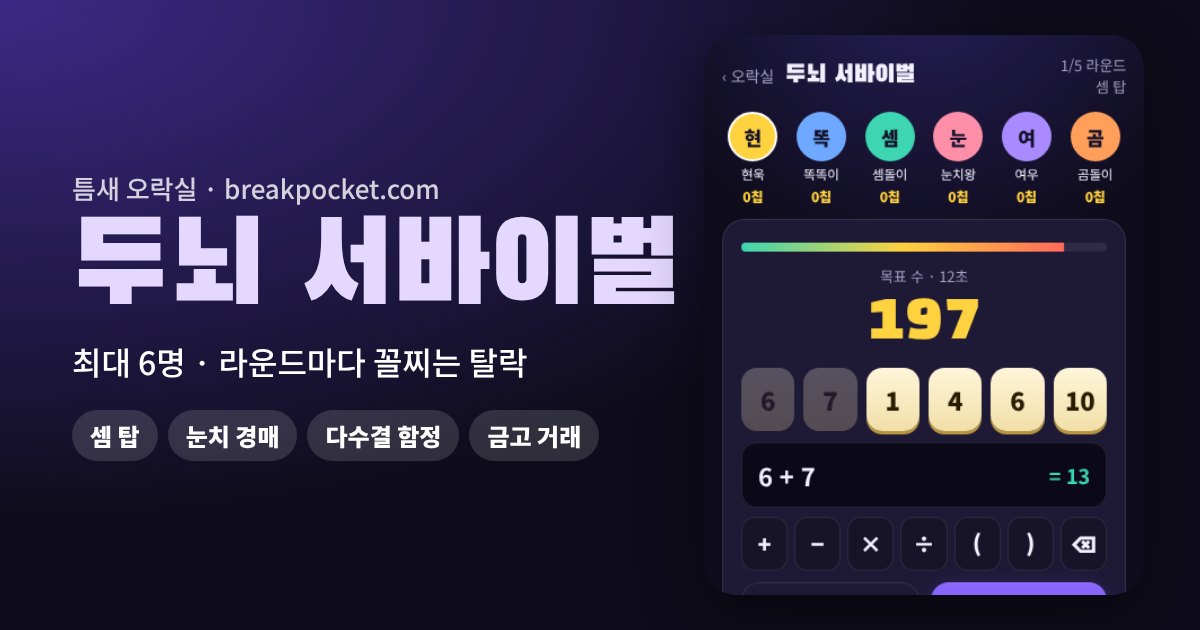 틈새 오락실 · breakpocket.com
두뇌 서바이벌
최대 6명 · 라운드마다 꼴찌는 탈락
셈 탑 눈치 경매 다수결 함정 금고 거래
‹ 오락실 두뇌 서바이벌 1/5 라운드
셈 탑
현 똑 셈 눈 여 곰
현욱 똑똑이 셈돌이 눈치왕 여우 곰돌이
0칩 0칩 0칩 0칩 0칩 0칩
목표 수 · 12초
197
6 7 1 4 6 10
6 + 7 = 13
+ − × ÷ ( )